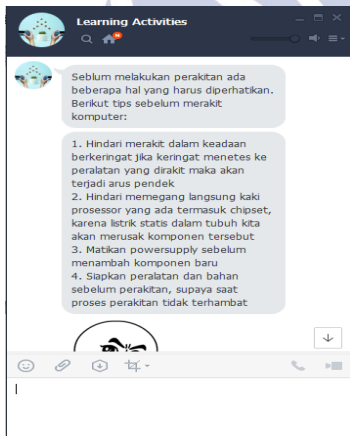 Learning Activities
Seblum melakukan perakitan ada
beberapa hal yang harus diperhatikan.
Berikut tips sebelum merakit
komputer:
1. Hindari merakit dalam keadaan
berkeringat jika keringat menetes ke
peralatan yang dirakit maka akan
terjadi arus pendek
2. Hindari memegang langsung kaki
prosessor yang ada termasuk chipset,
karena listrik statis dalam tubuh kita
akan merusak komponen tersebut
3. Matikan powersupply sebelum
menambah komponen baru
4. Siapkan peralatan dan bahan
sebelum perakitan, supaya saat
proses perakitan tidak terhambat